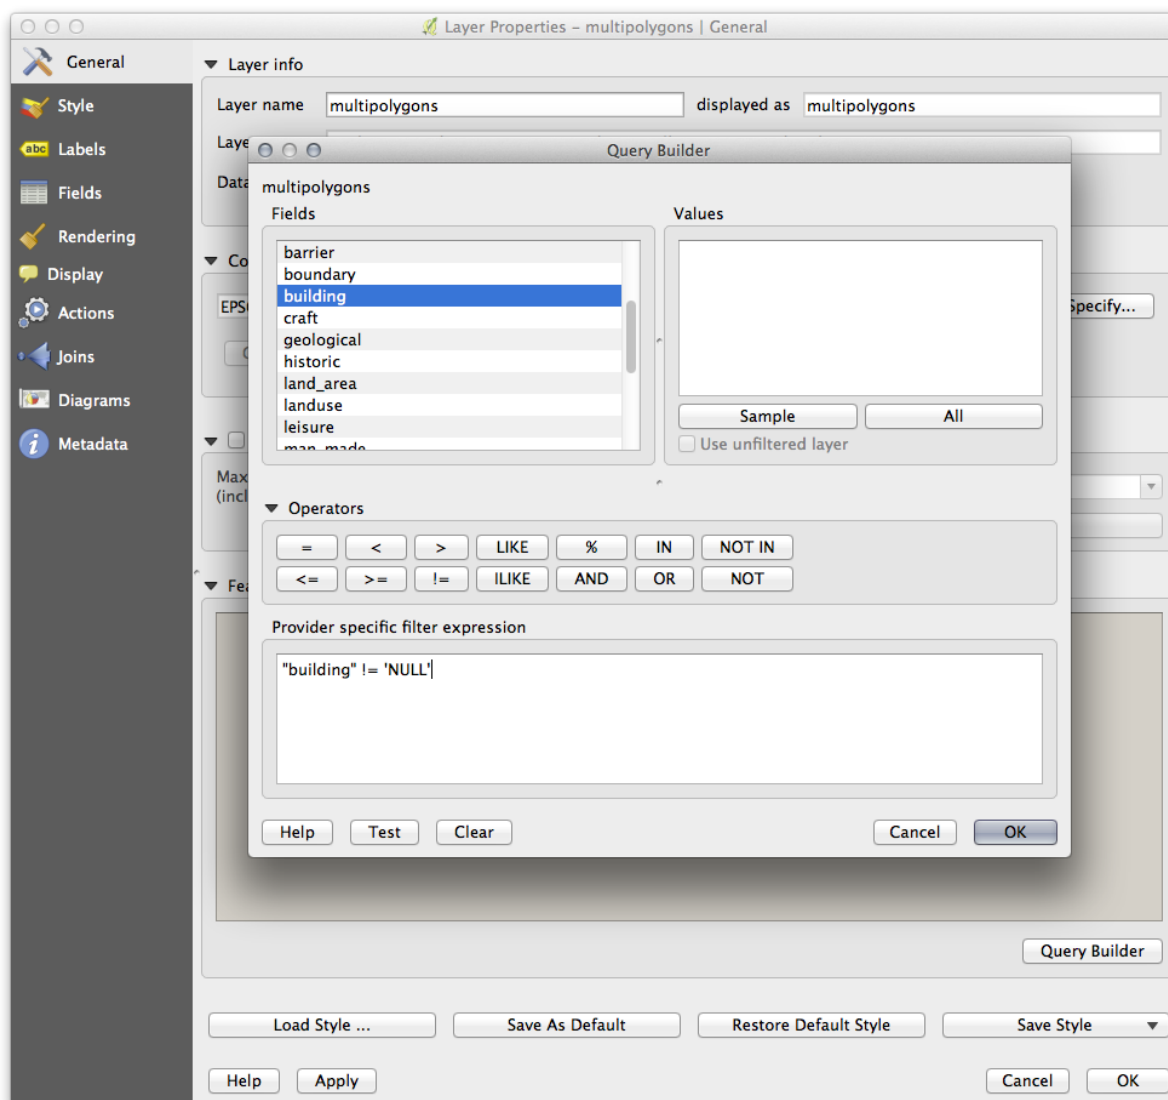 Layer Properties – multipolygons | General
General
Style
Labels
Fields
Rendering
Display
Actions
Joins
Diagrams
Metadata
abc
Layer info
Layer name multipolygons displayed as multipolygons
Query Builder
multipolygons
Fields
barrier
boundary
building
craft
geological
historic
land_area
landuse
leisure
man_made
Values
Sample All
Use unfiltered layer
Specify...
Operators
= < > LIKE % IN NOT IN
<= >= != ILIKE AND OR NOT
Provider specific filter expression
"building" != 'NULL'
Help Test Clear Cancel OK
Query Builder
Load Style ... Save As Default Restore Default Style Save Style
Help Apply Cancel OK